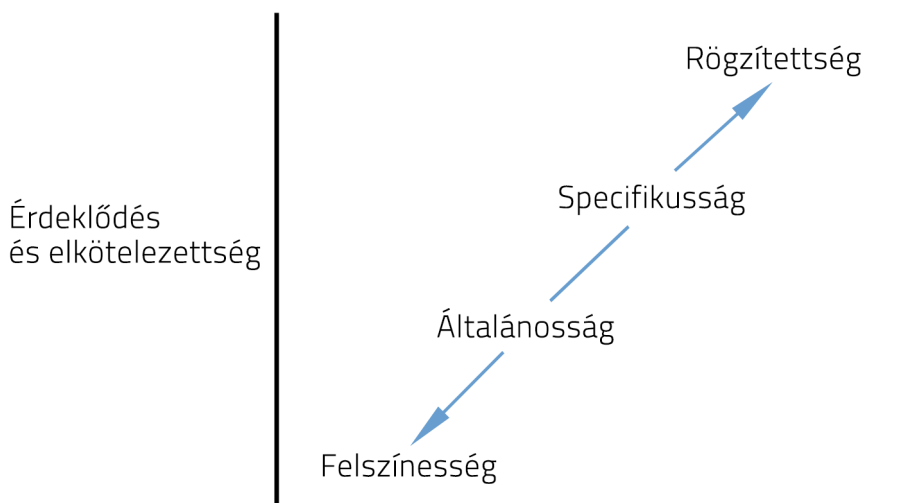 Rögzítettség
Specifikusság
Érdeklődés
és elkötelezettség
Általánosság
Felszínesség